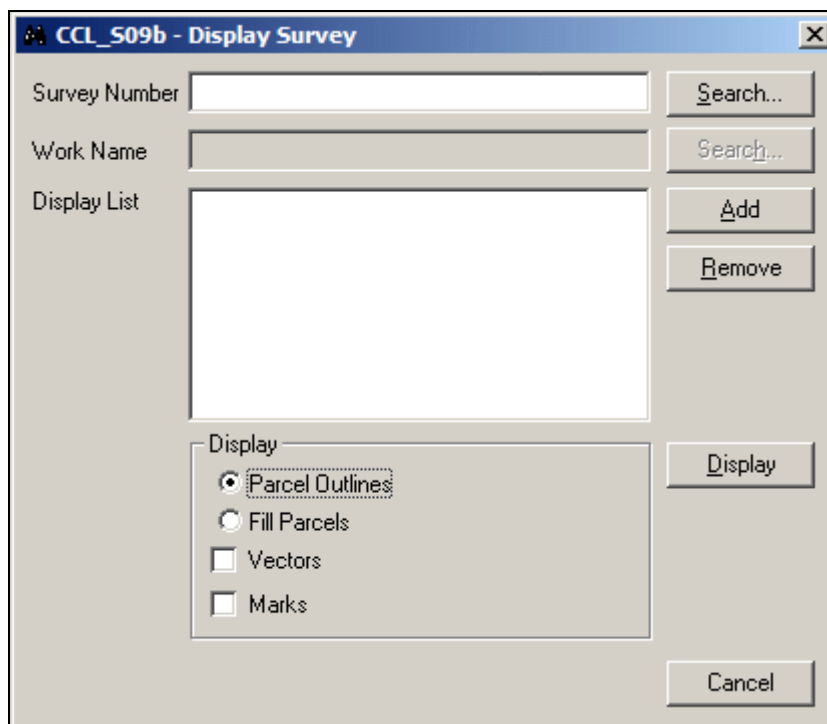 CCL_S09b - Display Survey
Survey Number
Search...
Work Name
Search...
Display List
Add
Remove
Display
Display
Parcel Outlines
Fill Parcels
Vectors
Marks
Cancel